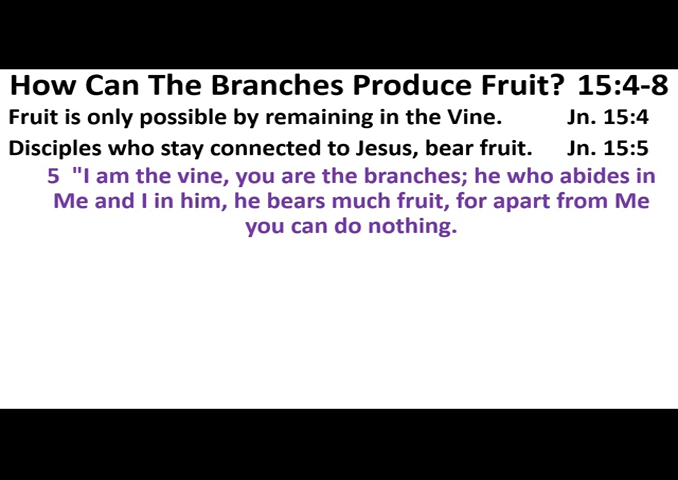 How Can The Branches Produce Fruit? 15:4-8
Fruit is only possible by remaining in the Vine. Jn. 15:4
Disciples who stay connected to Jesus, bear fruit. Jn. 15:5
5 "I am the vine, you are the branches; he who abides in
Me and I in him, he bears much fruit, for apart from Me
you can do nothing.